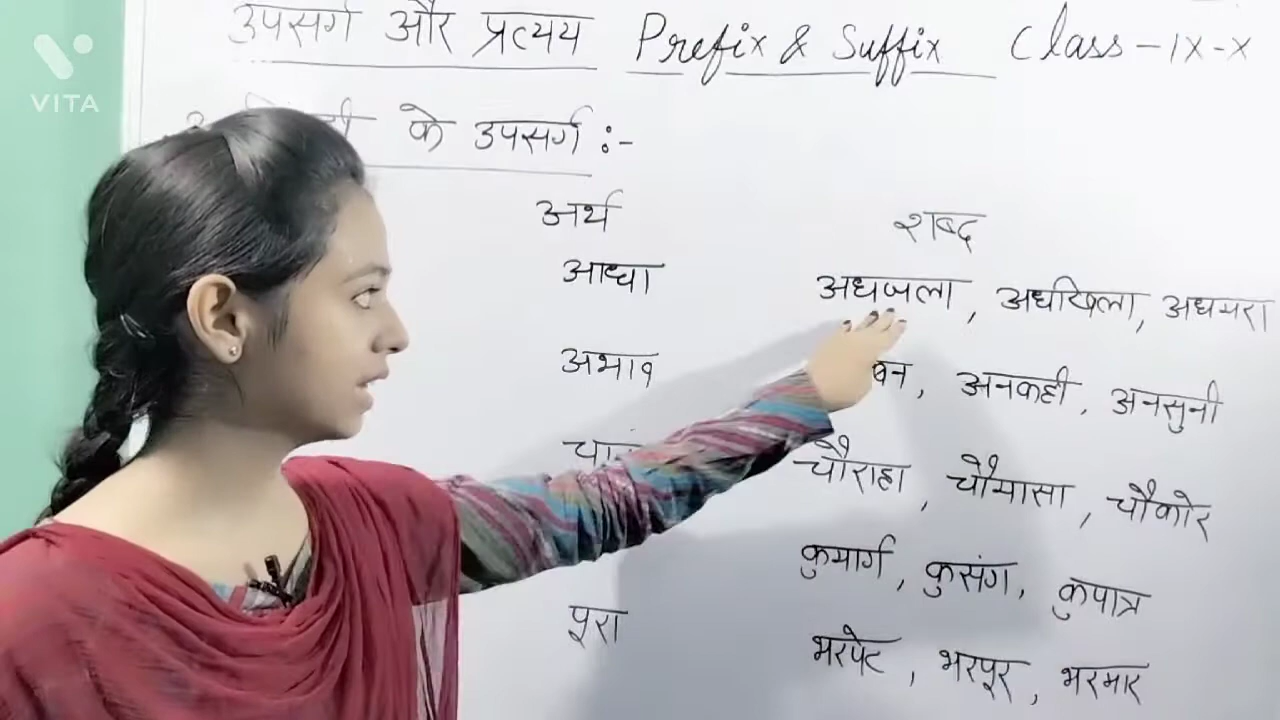 उपसर्ग और प्रत्यय Prefix & Suffix Class-IX-X
VITA
के उपसर्ग :-
अर्थ शब्द
आधा अधजला, अधखिला, अधमरा
अभाव अनकही, अनसुनी
चौराहा, चौमासा, चौकोर
कुमार्ग, कुसंग, कुपात्र
पूरा भरपेट, भरपूर, भरमार